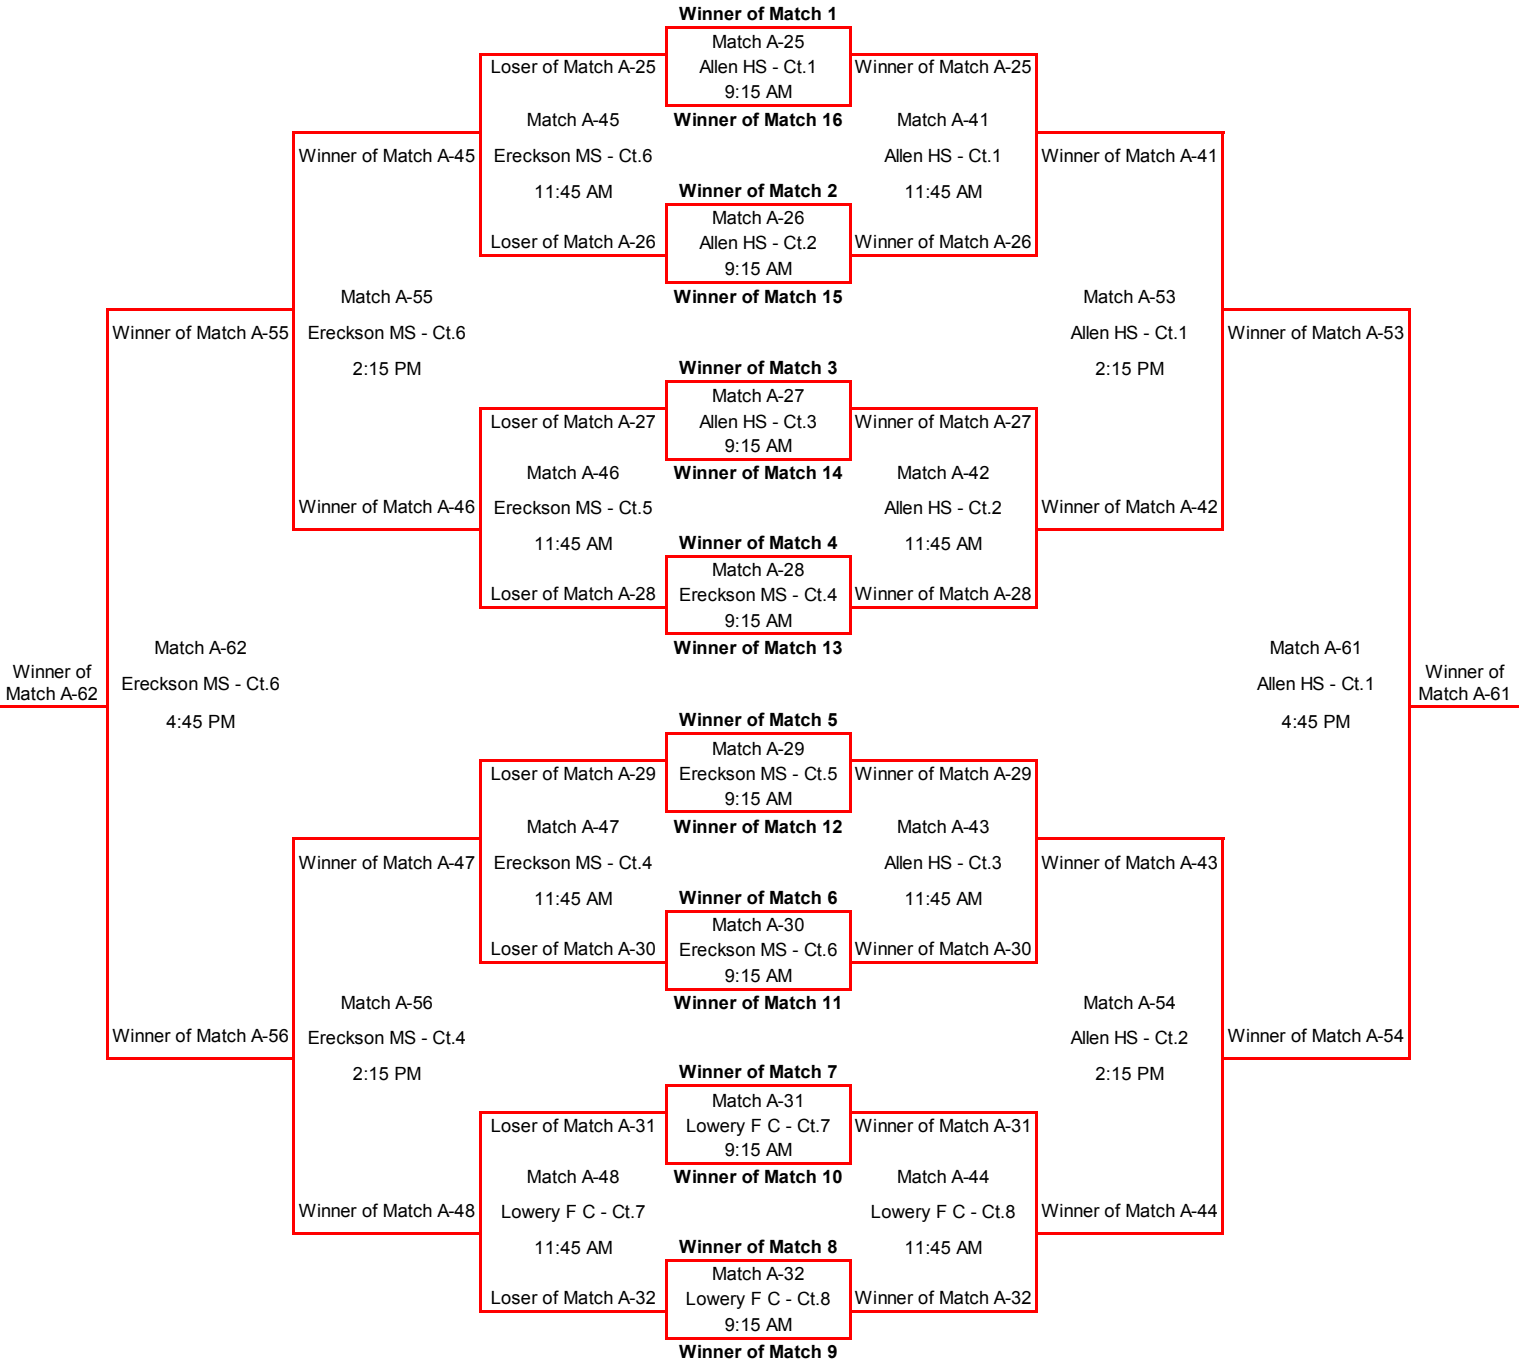 Winner of Match 1
Match A-25
Loser of Match A-25
Allen HS - Ct.1
Winner of Match A-25
9:15 AM
Match A-45
Winner of Match 16
Match A-41
Winner of Match A-45
Ereckson MS - Ct.6
Allen HS - Ct.1
Winner of Match A-41
11:45 AM
Winner of Match 2
11:45 AM
Match A-26
Loser of Match A-26
Allen HS - Ct.2
Winner of Match A-26
9:15 AM
Match A-55
Winner of Match 15
Match A-53
Winner of Match A-55
Ereckson MS - Ct.6
Allen HS - Ct.1
Winner of Match A-53
2:15 PM
Winner of Match 3
2:15 PM
Match A-27
Loser of Match A-27
Allen HS - Ct.3
Winner of Match A-27
9:15 AM
Match A-46
Winner of Match 14
Match A-42
Winner of Match A-46
Ereckson MS - Ct.5
Allen HS - Ct.2
Winner of Match A-42
11:45 AM
Winner of Match 4
11:45 AM
Match A-28
Loser of Match A-28
Ereckson MS - Ct.4
Winner of Match A-28
9:15 AM
Match A-62
Winner of Match 13
Match A-61
Winner of
Match A-62
Ereckson MS - Ct.6
Allen HS - Ct.1
Winner of
Match A-61
4:45 PM
Winner of Match 5
4:45 PM
Match A-29
Loser of Match A-29
Ereckson MS - Ct.5
Winner of Match A-29
9:15 AM
Match A-47
Winner of Match 12
Match A-43
Winner of Match A-47
Ereckson MS - Ct.4
Allen HS - Ct.3
Winner of Match A-43
11:45 AM
Winner of Match 6
11:45 AM
Match A-30
Loser of Match A-30
Ereckson MS - Ct.6
Winner of Match A-30
9:15 AM
Match A-56
Winner of Match 11
Match A-54
Winner of Match A-56
Ereckson MS - Ct.4
Allen HS - Ct.2
Winner of Match A-54
2:15 PM
Winner of Match 7
2:15 PM
Match A-31
Loser of Match A-31
Lowery F C - Ct.7
Winner of Match A-31
9:15 AM
Match A-48
Winner of Match 10
Match A-44
Winner of Match A-48
Lowery F C - Ct.7
Lowery F C - Ct.8
Winner of Match A-44
11:45 AM
Winner of Match 8
11:45 AM
Match A-32
Loser of Match A-32
Lowery F C - Ct.8
Winner of Match A-32
9:15 AM
Winner of Match 9